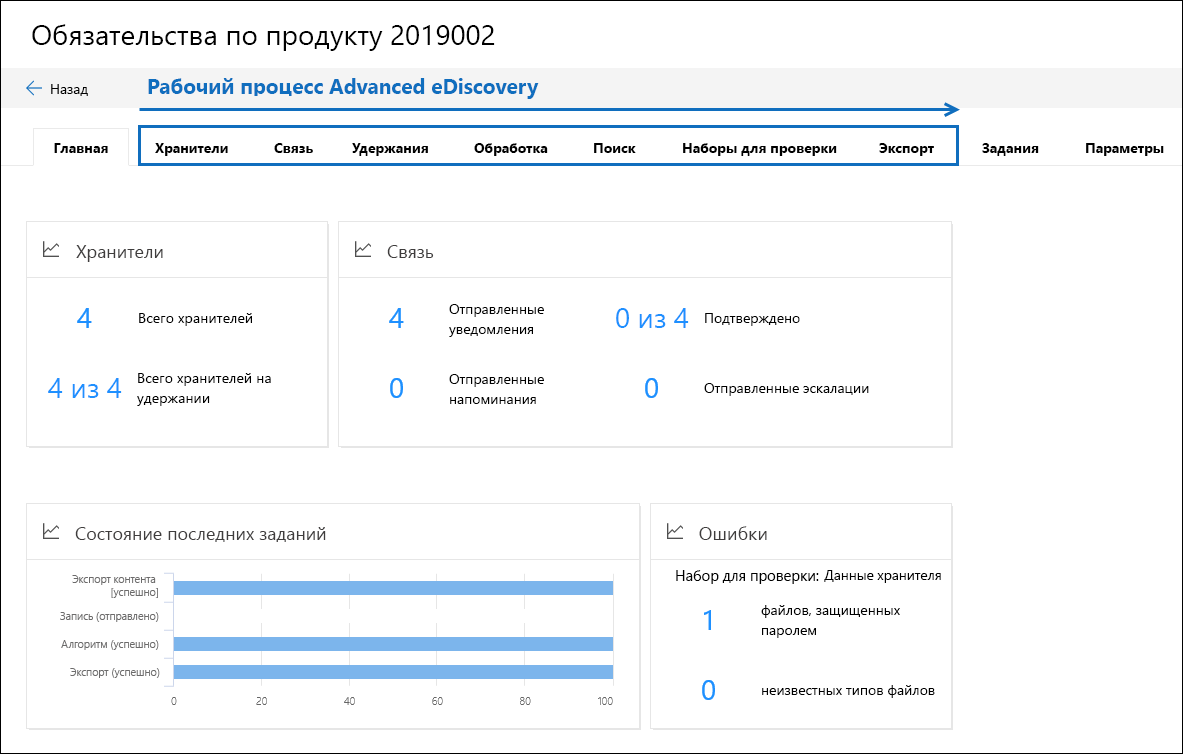 Обязательства по продукту 2019002
Назад
Рабочий процесс Advanced eDiscovery
Главная Хранители Связь Удержания Обработка Поиск Наборы для проверки Экспорт Задания Параметры
Хранители
4 Всего хранителей
4 из 4 Всего хранителей на
удержании
Связь
4 Отправленные
уведомления
0 из 4 Подтверждено
0 Отправленные
напоминания
0 Отправленные эскалации
Состояние последних заданий
Экспорт контента
[успешно]
Запись (отправлено)
Алгоритм (успешно)
Экспорт (успешно)
0 20 40 60 80 100
Ошибки
Набор для проверки: Данные хранителя
1 файлов, защищенных
паролем
0 неизвестных типов файлов